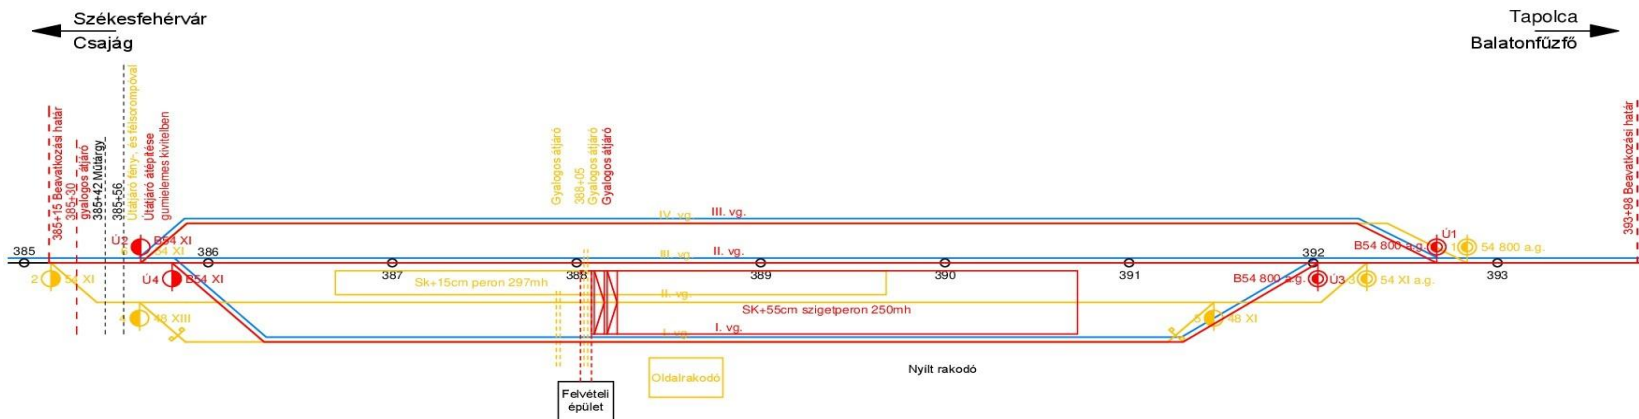 Székesfehérvár
Csajág
Tapolca
Balatonfűzfő
385+15 Beavatkozási határ
385+30
gyalogos átjáró
385+42 Műtárgy
385+56
Útátjáró fény-, és félsorompóval
Útátjáró átépítése
gumielemes kivitelben
Gyalogos átjáró
388+05
Gyalogos átjáró
Gyalogos átjáró
393+98 Beavatkozási határ
IV. vg.
III. vg.
Ú2
B54 XI
54 XI
Ú1
B54 800 a.g.
1
54 800 a.g.
385
386
III. vg.
II. vg.
392
393
2
54 XI
Ú4
B54 XI
387
388
389
390
391
Sk+15cm peron 297mh
B54 800 a.g.
Ú3
3
54 XI a.g.
II. vg.
4
48 XIII
SK+55cm szigetperon 250mh
5
48 XI
I. vg.
I. vg.
Oldalrakodó
Nyílt rakodó
Felvételi
épület